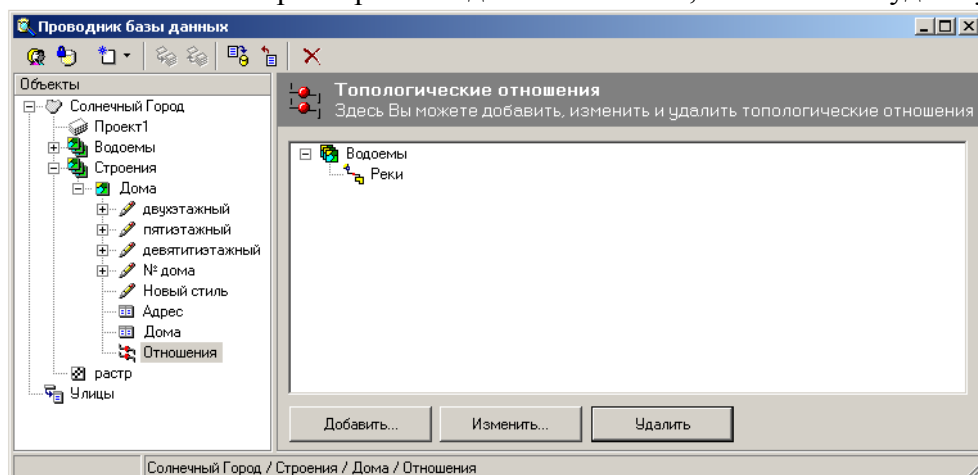 Проводник базы данных
Объекты
Солнечный Город
Проект1
Водоемы
Строения
Дома
двухэтажный
пятиэтажный
девятитиэтажный
№ дома
Новый стиль
Адрес
Дома
Отношения
растр
Улицы
Топологические отношения
Здесь Вы можете добавить, изменить и удалить топологические отношения
Водоемы
Реки
Добавить...
Изменить...
Удалить
Солнечный Город / Строения / Дома / Отношения